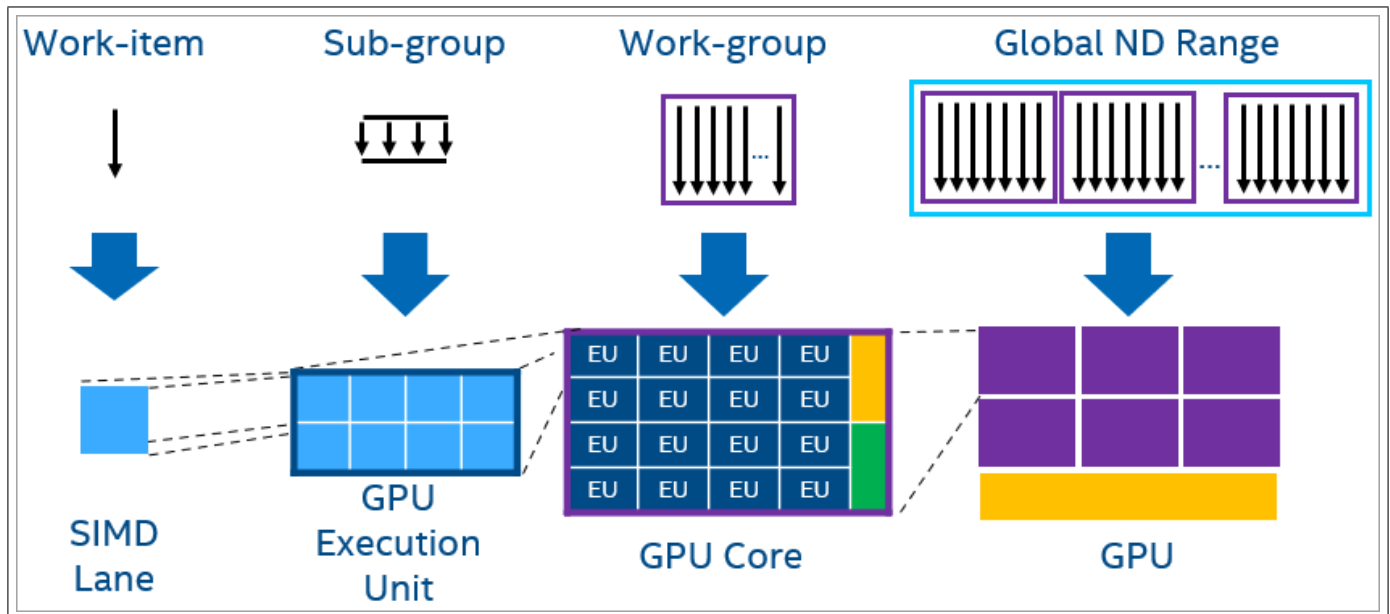 Work-item
Sub-group
Work-group
Global ND Range
...
...
EU EU EU EU
EU EU EU EU
EU EU EU EU
EU EU EU EU
SIMD
Lane
GPU
Execution
Unit
GPU Core
GPU